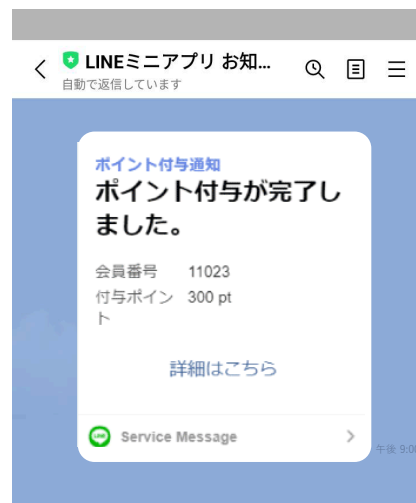 LINEミニアプリ お知...
自動で返信しています
ポイント付与通知
ポイント付与が完了し
ました。
会員番号 11023
付与ポイン 300 pt
ト
詳細はこちら
LINE Service Message
午後 9:00